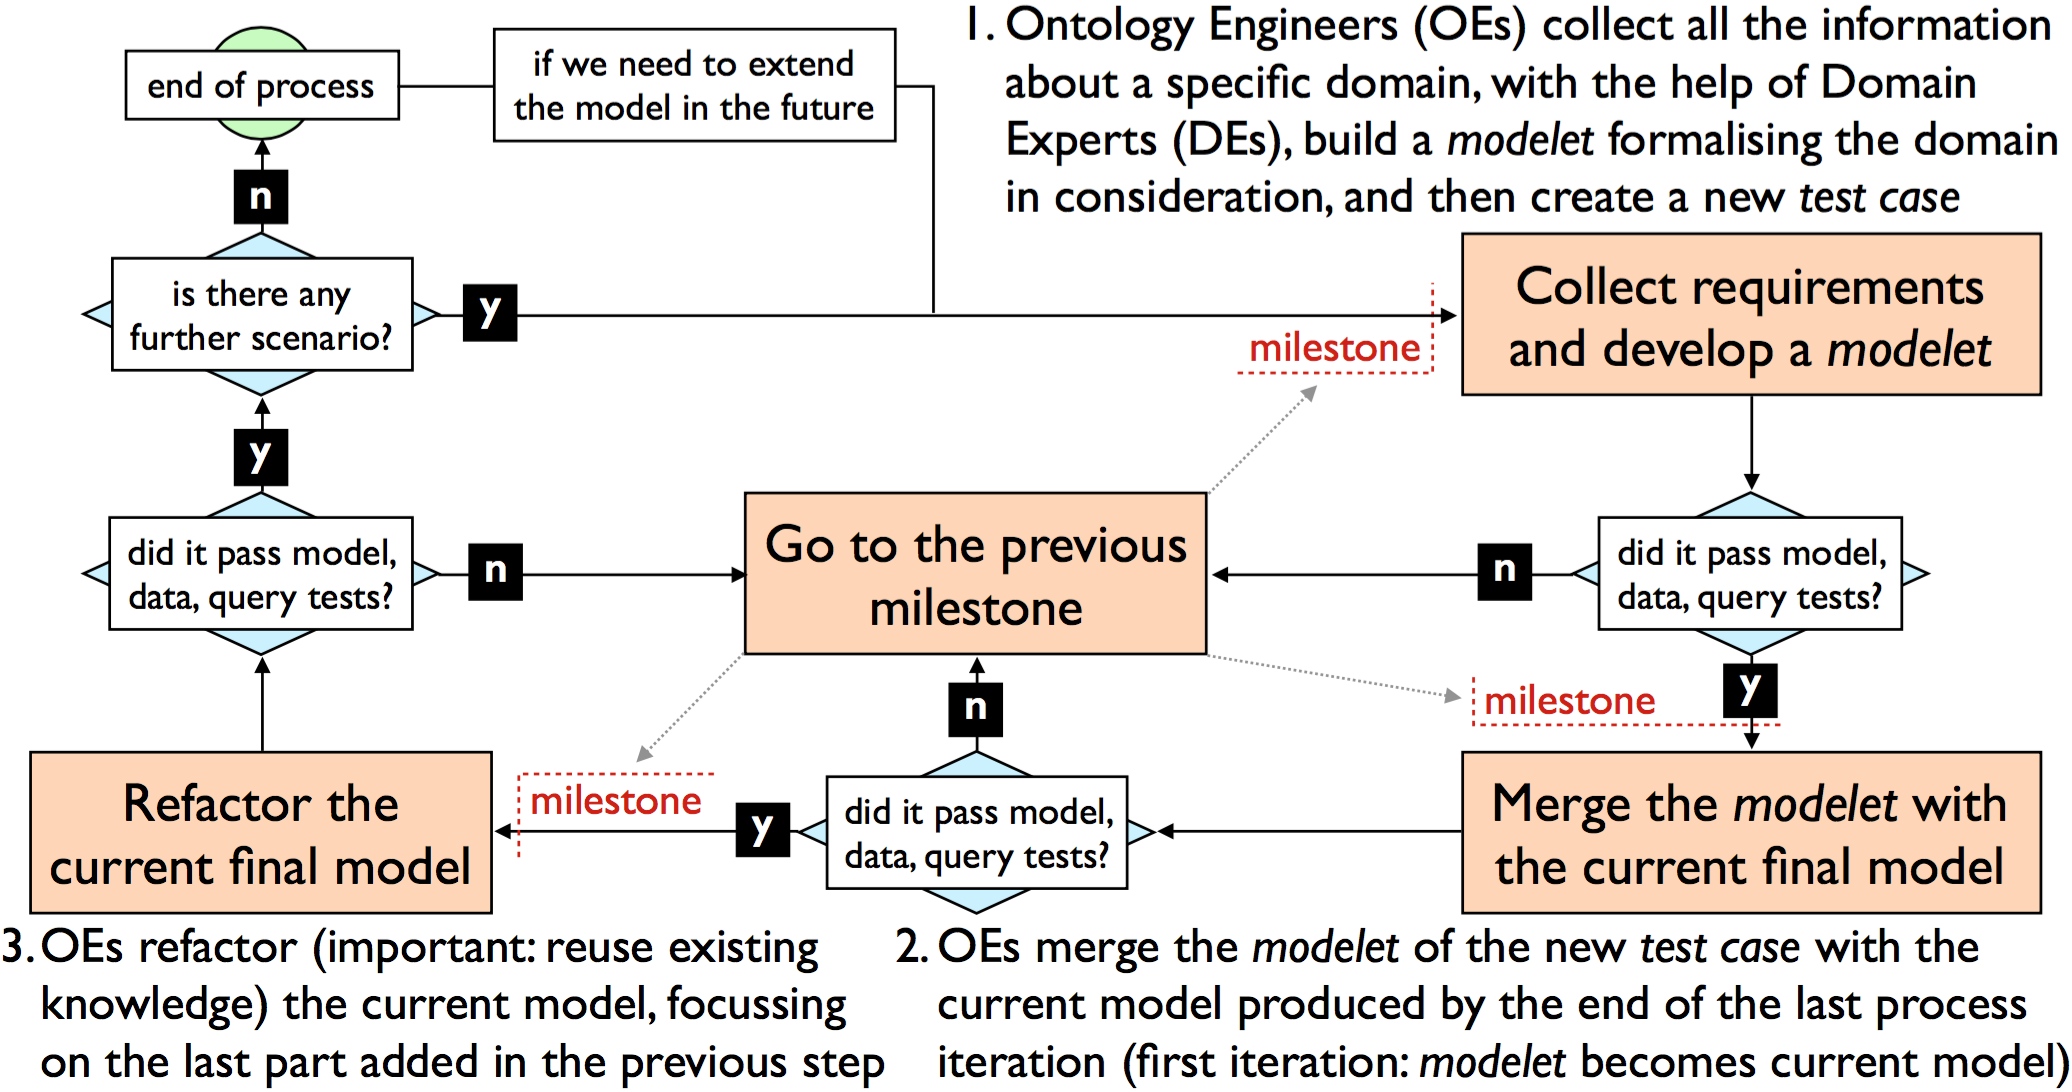 end of process
if we need to extend
the model in the future
1. Ontology Engineers (OEs) collect all the information
about a specific domain, with the help of Domain
Experts (DEs), build a modelet formalising the domain
in consideration, and then create a new test case
n
is there any
further scenario?
y
milestone
Collect requirements
and develop a modelet
y
did it pass model,
data, query tests?
n
Go to the previous
milestone
n
did it pass model,
data, query tests?
y
milestone
n
Refactor the
current final model
milestone
y
did it pass model,
data, query tests?
Merge the modelet with
the current final model
3. OEs refactor (important: reuse existing
knowledge) the current model, focussing
on the last part added in the previous step
2. OEs merge the modelet of the new test case with the
current model produced by the end of the last process
iteration (first iteration: modelet becomes current model)